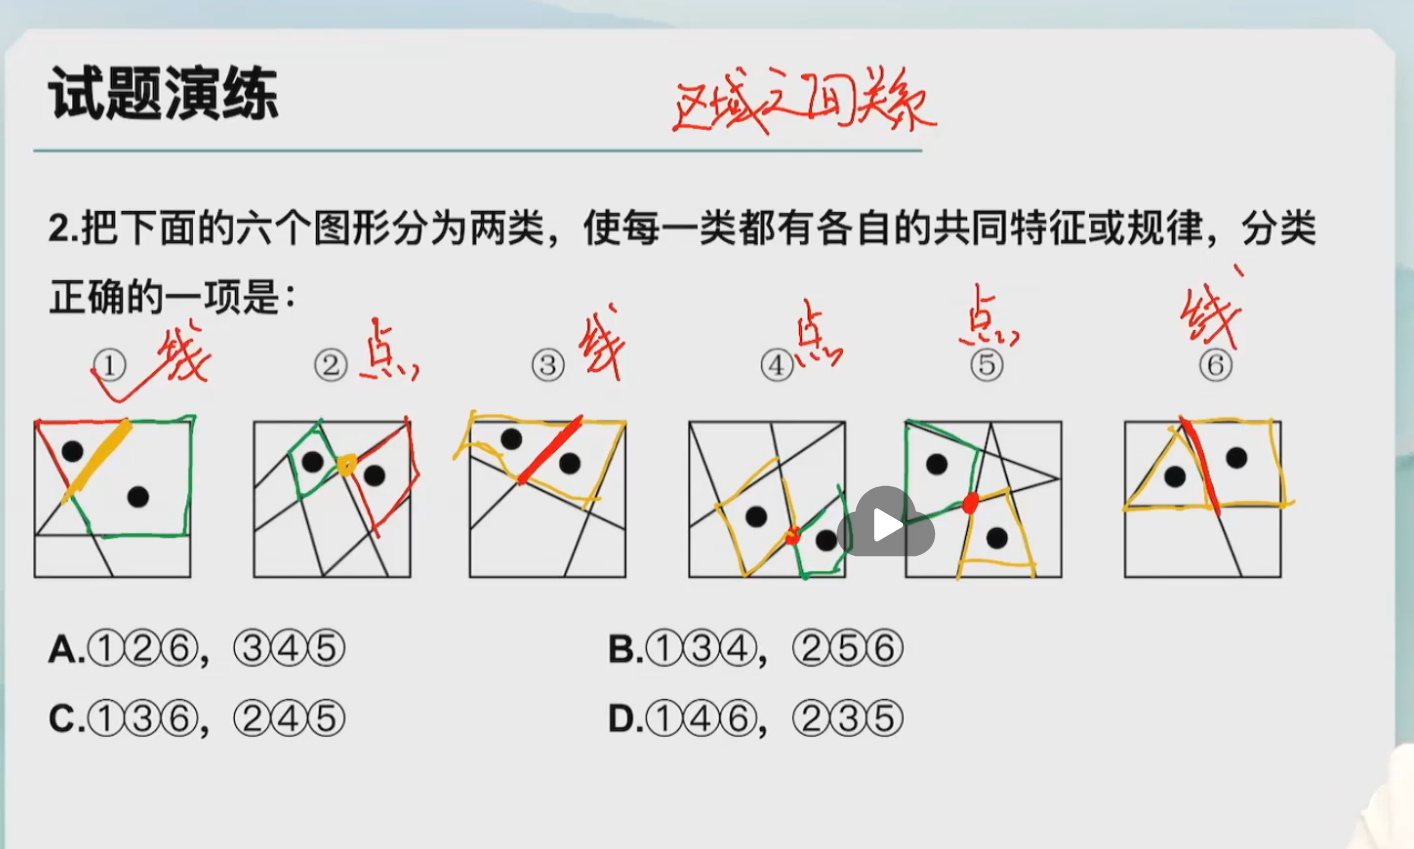 试题演练
区域之间关系
2.把下面的六个图形分为两类，使每一类都有各自的共同特征或规律，分类
正确的一项是：
线 点 线 点 点 线
① ② ③ ④ ⑤ ⑥
A.①②⑥，③④⑤ B.①③④，②⑤⑥
C.①③⑥，②④⑤ D.①④⑥，②③⑤